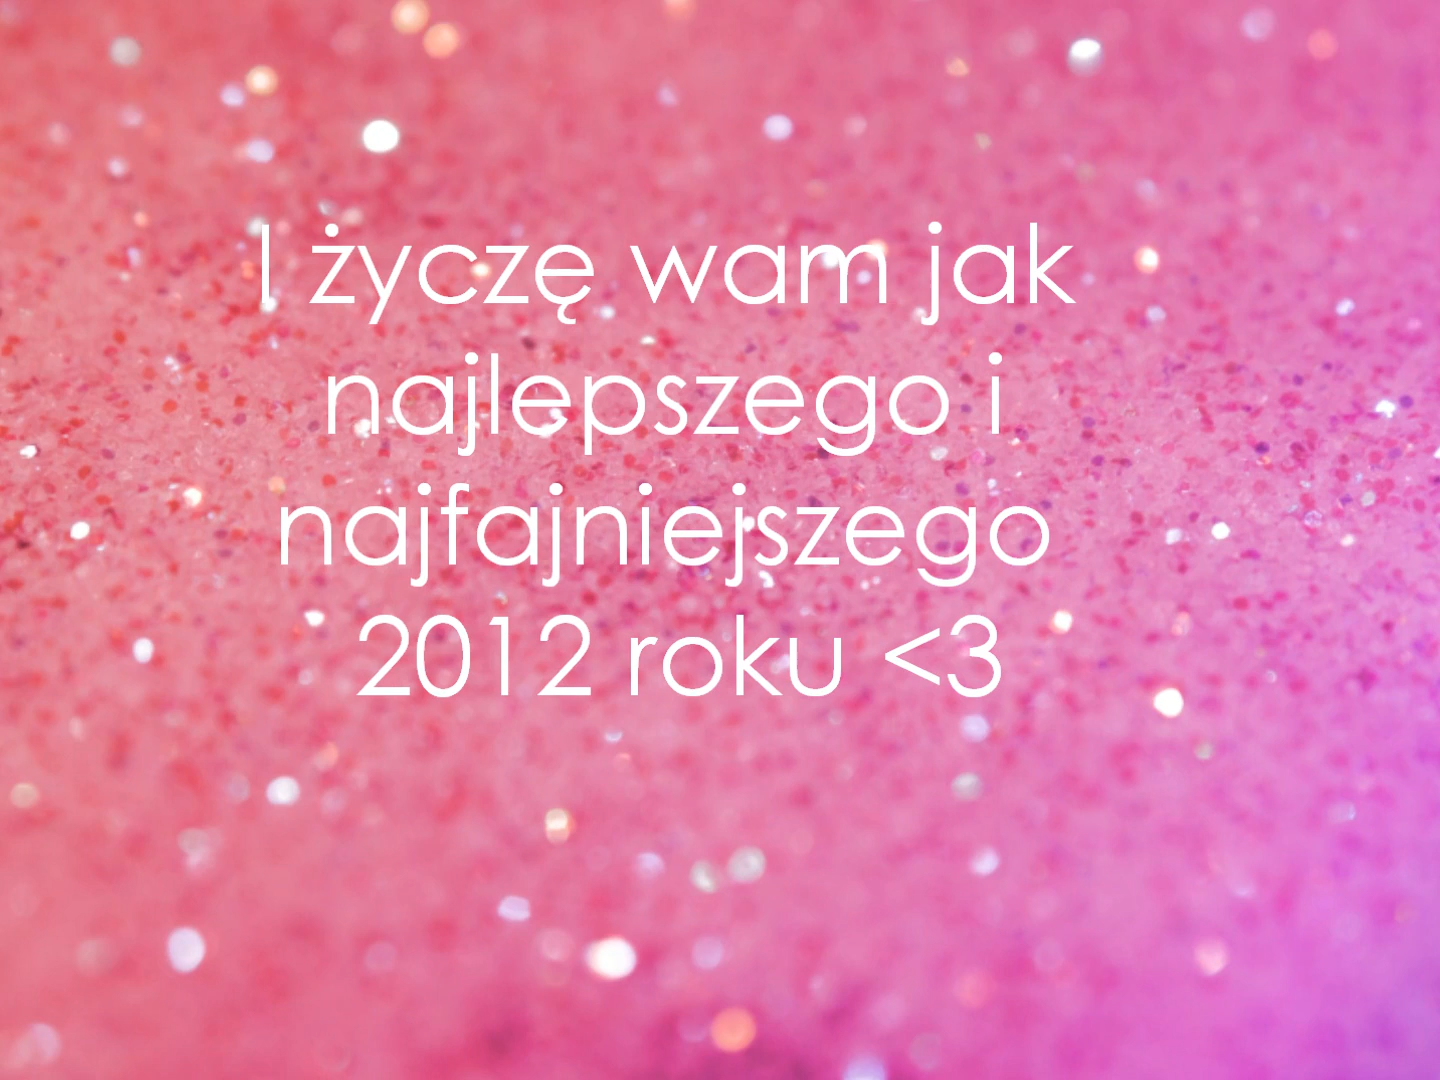 I życzę wam jak
najlepszego i
najfajniejszego
2012 roku <3